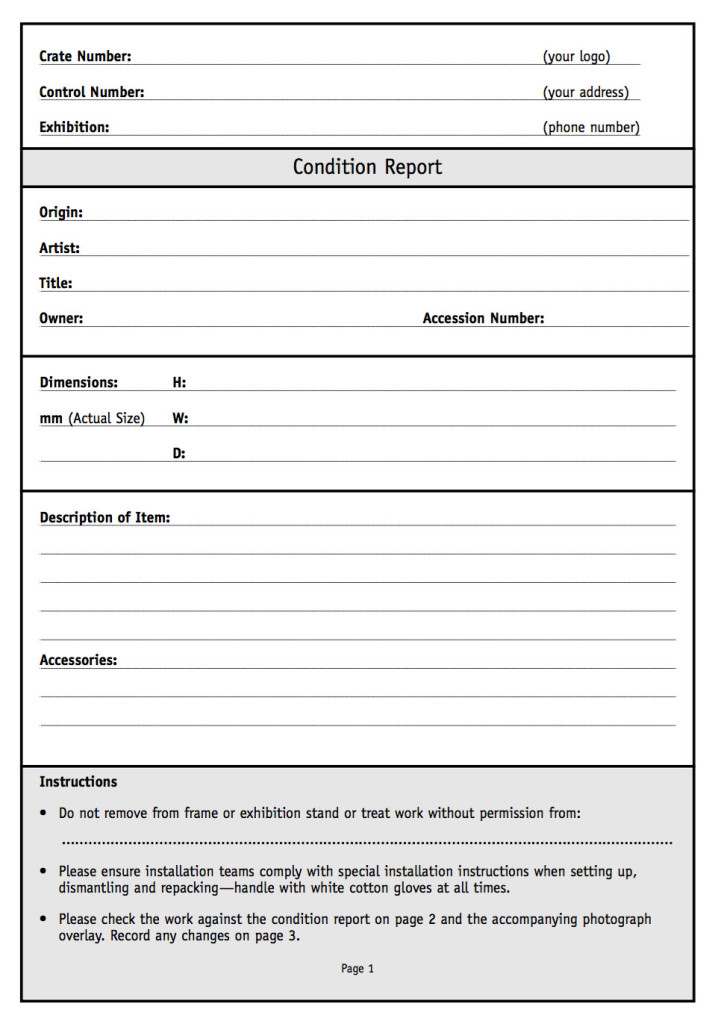 Crate Number: (your logo)
Control Number: (your address)
Exhibition: (phone number)
Condition Report
Origin:
Artist:
Title:
Owner: Accession Number:
Dimensions: H:
mm (Actual Size) W:
D:
Description of Item:
Accessories:
Instructions
• Do not remove from frame or exhibition stand or treat work without permission from:
• Please ensure installation teams comply with special installation instructions when setting up,
dismantling and repacking—handle with white cotton gloves at all times.
• Please check the work against the condition report on page 2 and the accompanying photograph
overlay. Record any changes on page 3.
Page 1